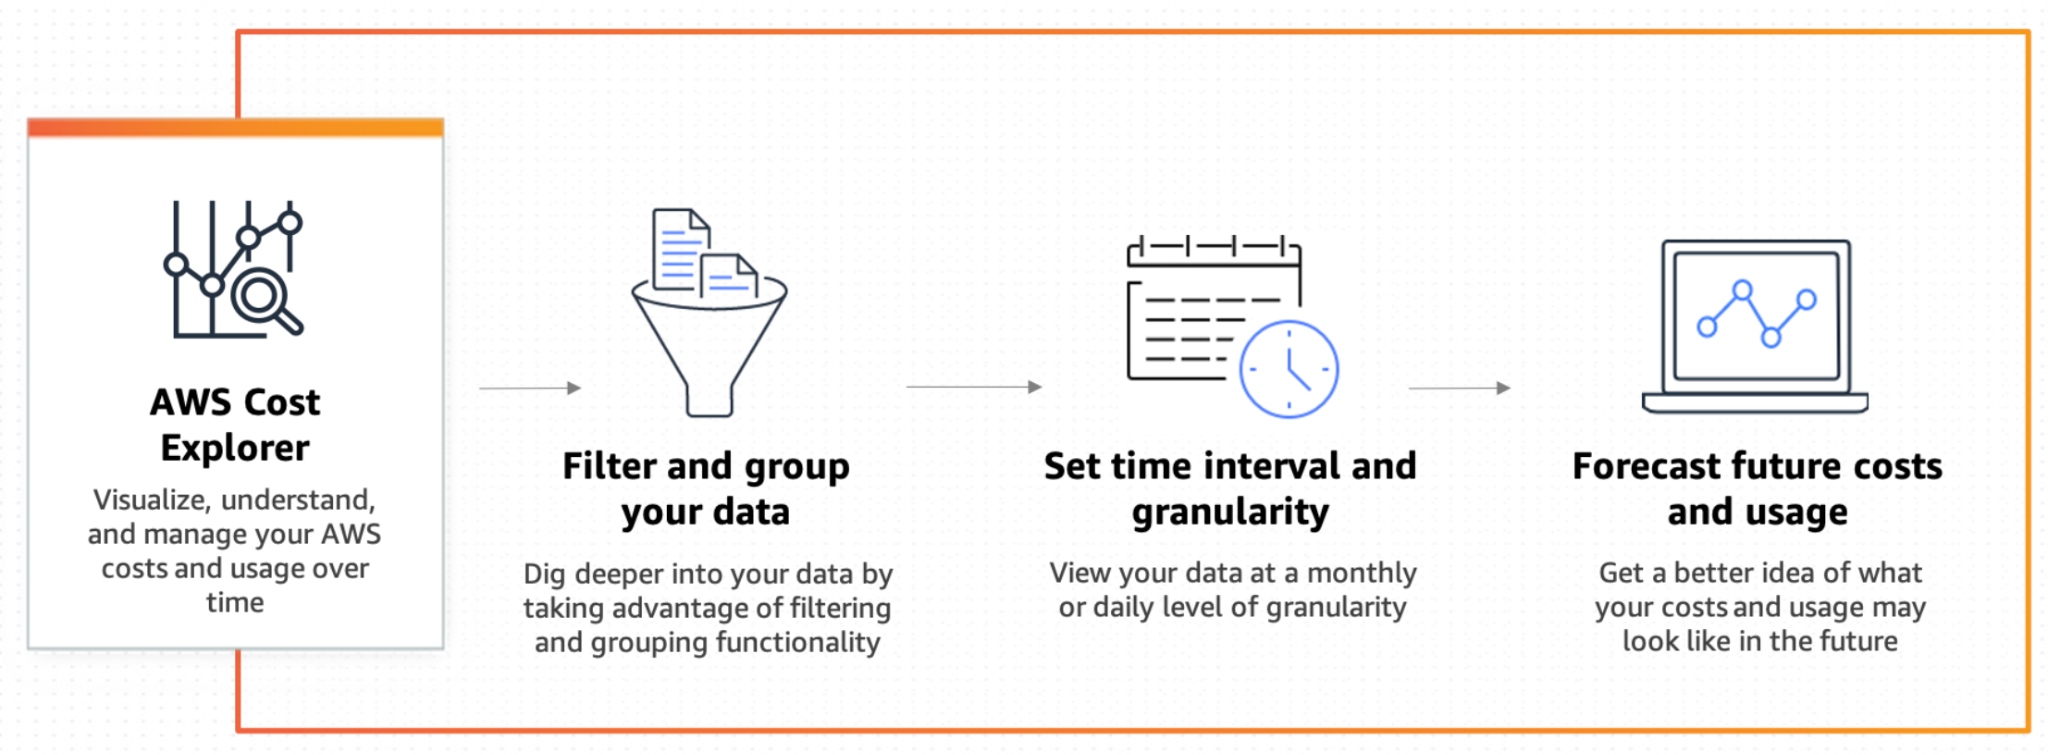 AWS Cost
Explorer
Visualize, understand,
and manage your AWS
costs and usage over
time
Filter and group
your data
Dig deeper into your data by
taking advantage of filtering
and grouping functionality
Set time interval and
granularity
View your data at a monthly
or daily level of granularity
Forecast future costs
and usage
Get a better idea of what
your costs and usage may
look like in the future